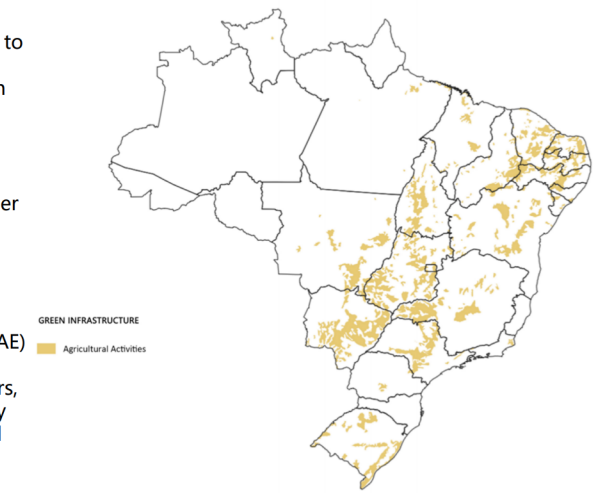 to
n
er
GREEN INFRASTRUCTURE
AE)
Agricultural Activities
rs,
y